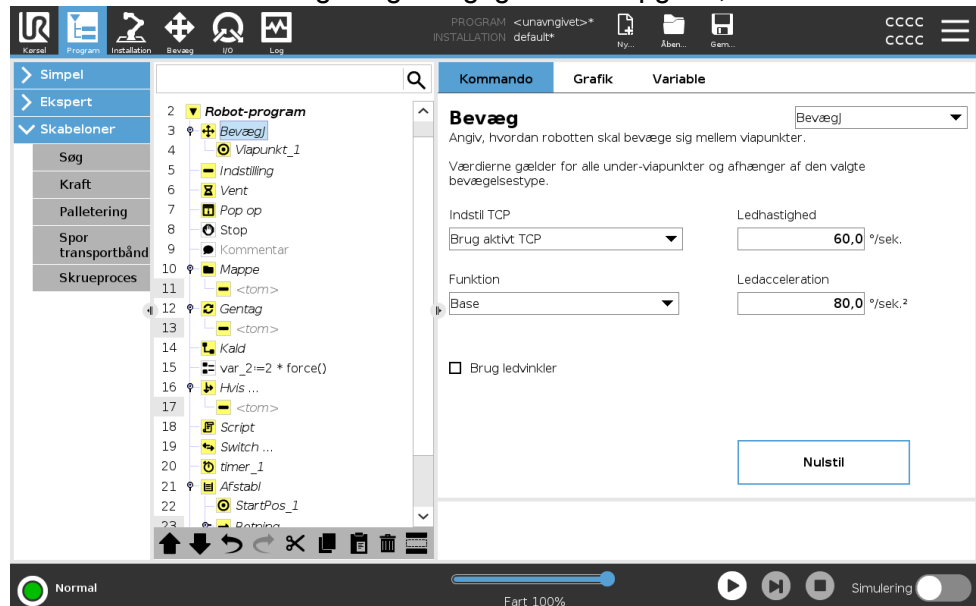 PROGRAM <unavngivet>*
INSTALLATION default*
Kørsel Program Installation Bevæg I/O Log
Ny... Åben... Gem...
cccc
cccc
Simpel
Ekspert
Skabeloner
Søg
Kraft
Palletering
Spor
transportbånd
Skrueproces
2 Robot-program
3 BevægJ
4 Viapunkt_1
5 Indstilling
6 Vent
7 Pop op
8 Stop
9 Kommentar
10 Mappe
11 <tom>
12 Gentag
13 <tom>
14 Kald
15 var_2:=2 * force()
16 Hvis ...
17 <tom>
18 Script
19 Switch ...
20 timer_1
21 Afstabl
22 StartPos_1
23 Retning
Kommando Grafik Variable
Bevæg
BevægJ
Angiv, hvordan robotten skal bevæge sig mellem viapunkter.
Værdierne gælder for alle under-viapunkter og afhænger af den valgte
bevægelsestype.
Indstil TCP Ledhastighed
Brug aktivt TCP 60,0 °/sek.
Funktion Ledacceleration
Base 80,0 °/sek.²
Brug ledvinkler
Nulstil
Normal
Fart 100%
Simulering